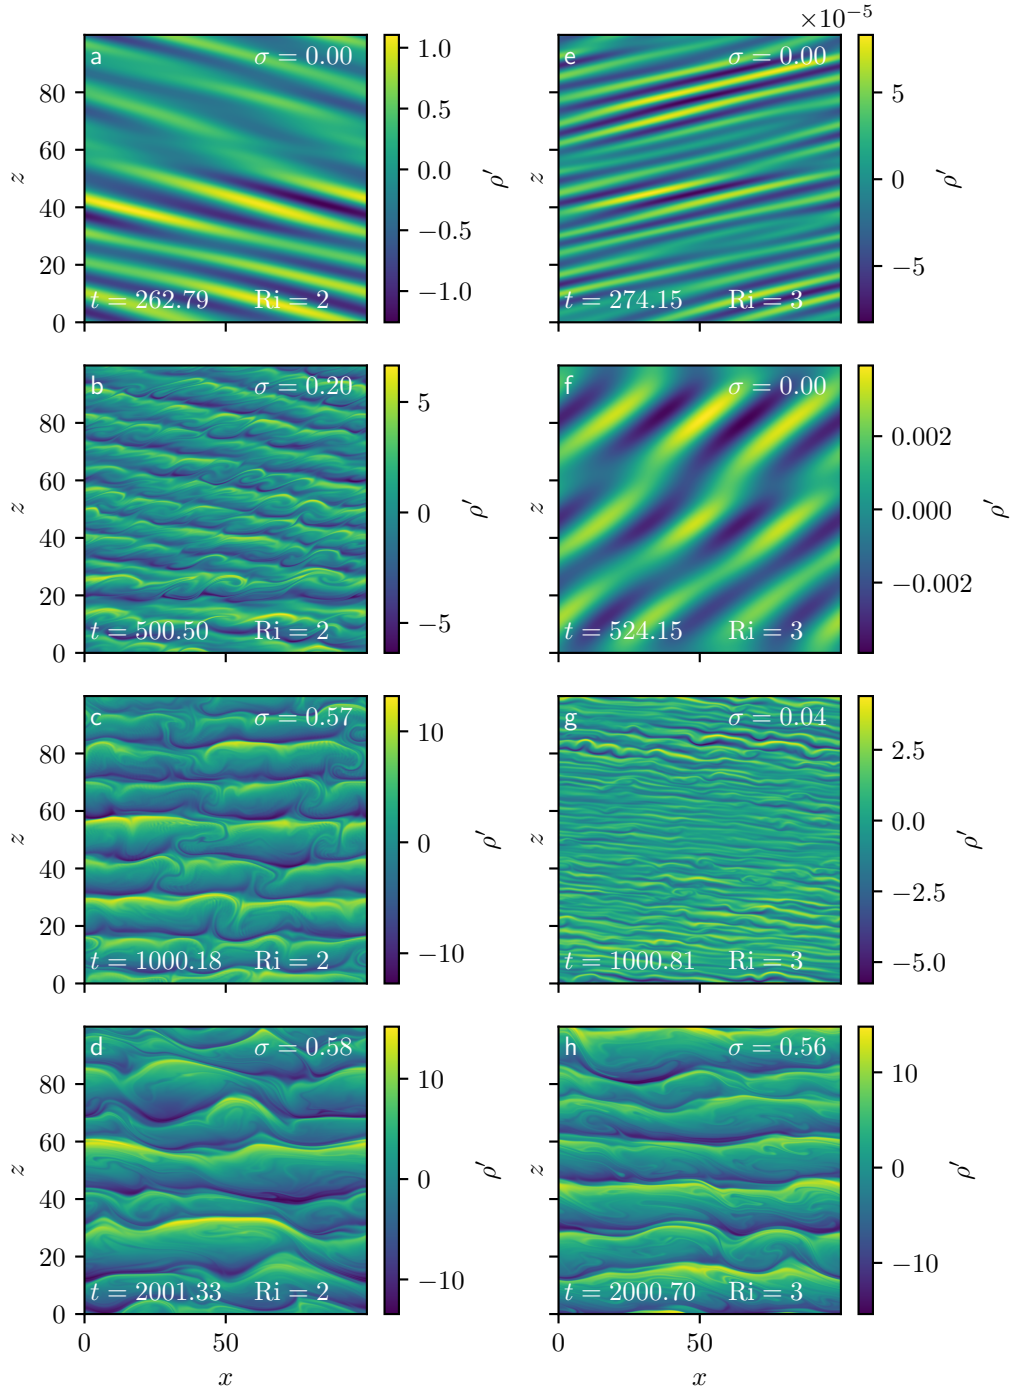 ×10⁻⁵
a σ = 0.00
z
80
60
40
20
0
t = 262.79 Ri = 2
1.0
0.5
0.0
−0.5
−1.0
ρ′
e σ = 0.00
z
t = 274.15 Ri = 3
5
0
−5
ρ′
b σ = 0.20
z
80
60
40
20
0
t = 500.50 Ri = 2
5
0
−5
ρ′
f σ = 0.00
z
t = 524.15 Ri = 3
0.002
0.000
−0.002
ρ′
c σ = 0.57
z
80
60
40
20
0
t = 1000.18 Ri = 2
10
0
−10
ρ′
g σ = 0.04
z
t = 1000.81 Ri = 3
2.5
0.0
−2.5
−5.0
ρ′
d σ = 0.58
z
80
60
40
20
0
t = 2001.33 Ri = 2
0 50
x
10
0
−10
ρ′
h σ = 0.56
z
t = 2000.70 Ri = 3
0 50
x
10
0
−10
ρ′